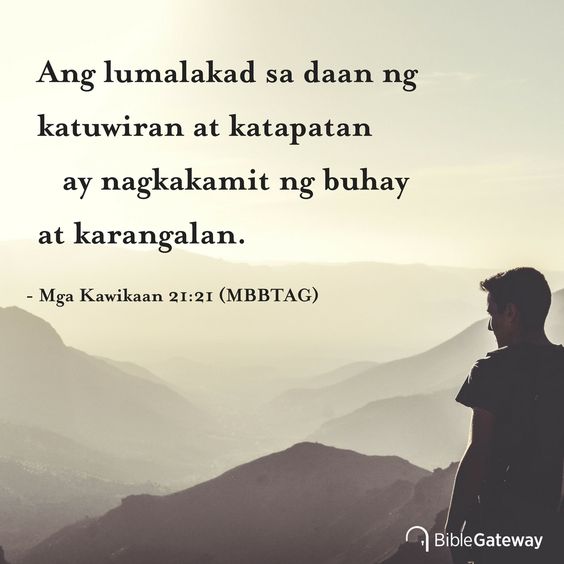 Ang lumalakad sa daan ng
katuwiran at katapatan
ay nagkakamit ng buhay
at karangalan.
- Mga Kawikaan 21:21 (MBBTAG)
BibleGateway